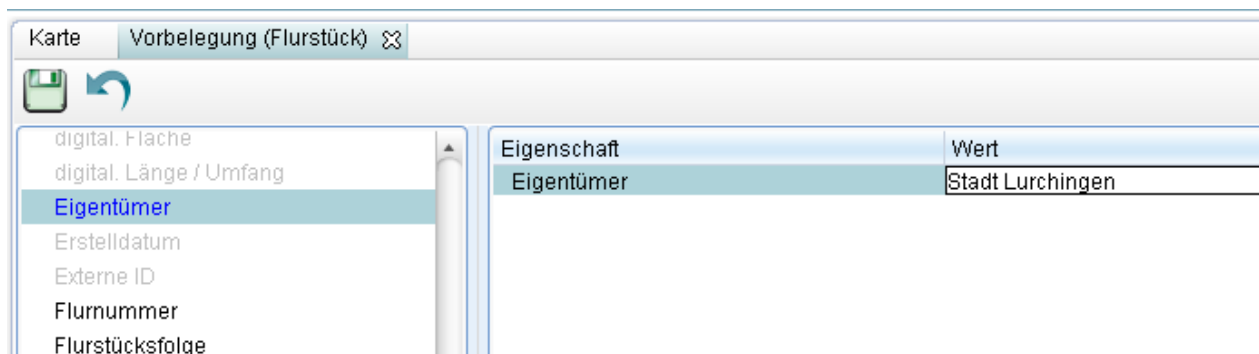 Karte Vorbelegung (Flurstück)
digital. Fläche
digital. Länge / Umfang
Eigentümer
Erstelldatum
Externe ID
Flurnummer
Flurstücksfolge
Eigenschaft Wert
Eigentümer Stadt Lurchingen